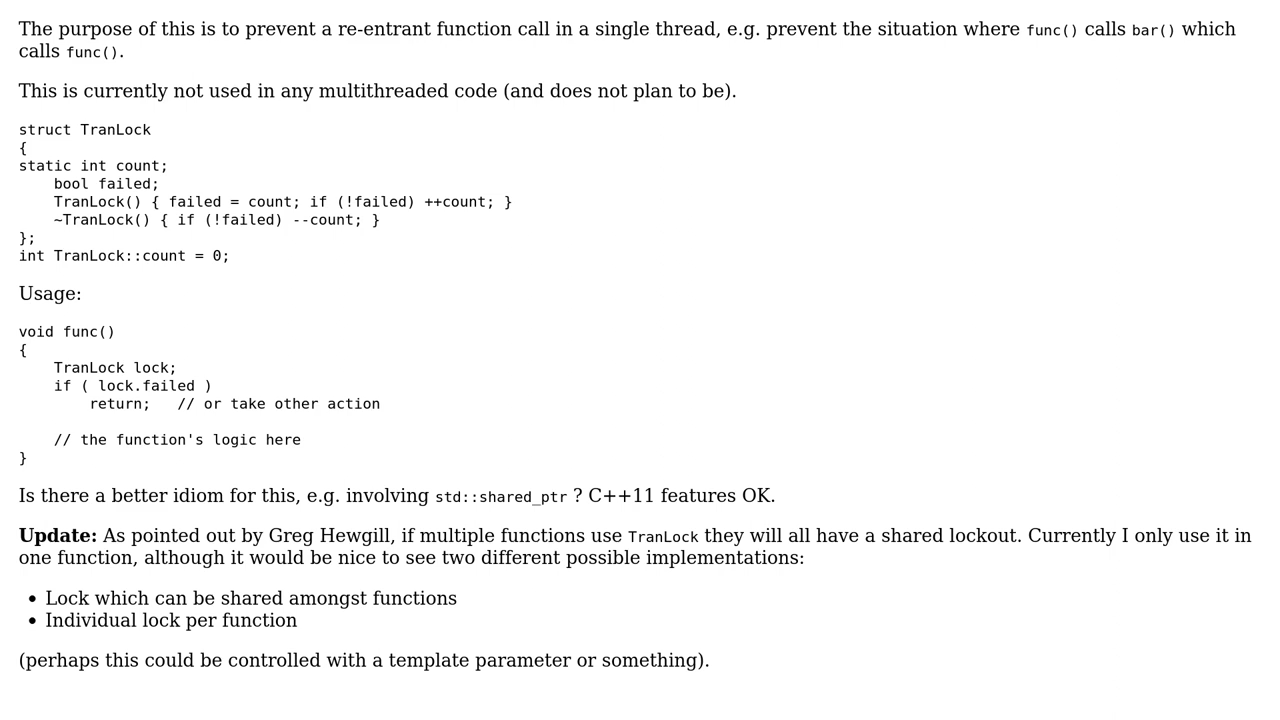 The purpose of this is to prevent a re-entrant function call in a single thread, e.g. prevent the situation where func() calls bar() which
calls func().
This is currently not used in any multithreaded code (and does not plan to be).
struct TranLock
{
static int count;
    bool failed;
    TranLock() { failed = count; if (!failed) ++count; }
    ~TranLock() { if (!failed) --count; }
};
int TranLock::count = 0;
Usage:
void func()
{
    TranLock lock;
    if ( lock.failed )
        return;   // or take other action
    // the function's logic here
}
Is there a better idiom for this, e.g. involving std::shared_ptr ? C++11 features OK.
Update: As pointed out by Greg Hewgill, if multiple functions use TranLock they will all have a shared lockout. Currently I only use it in
one function, although it would be nice to see two different possible implementations:
• Lock which can be shared amongst functions
• Individual lock per function
(perhaps this could be controlled with a template parameter or something).